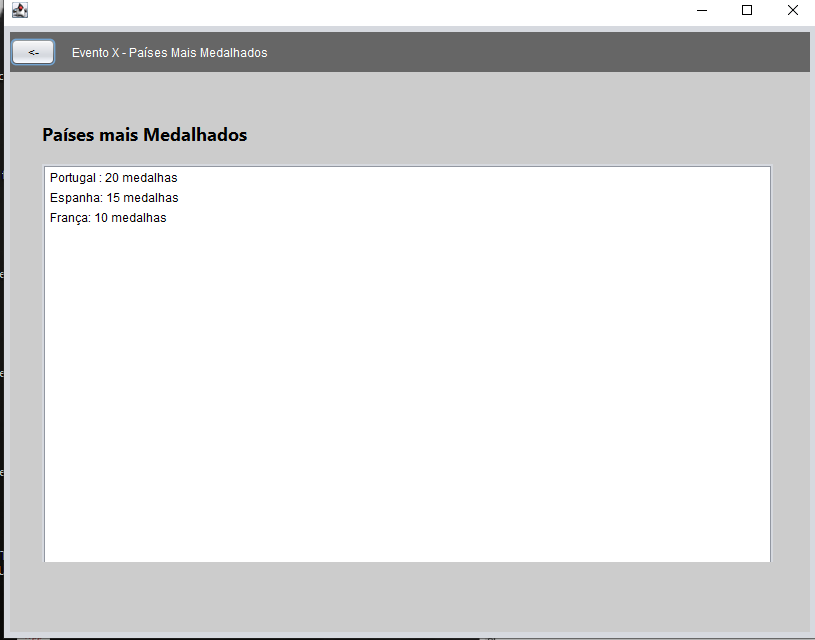 <- Evento X - Países Mais Medalhados
Países mais Medalhados
Portugal : 20 medalhas
Espanha: 15 medalhas
França: 10 medalhas